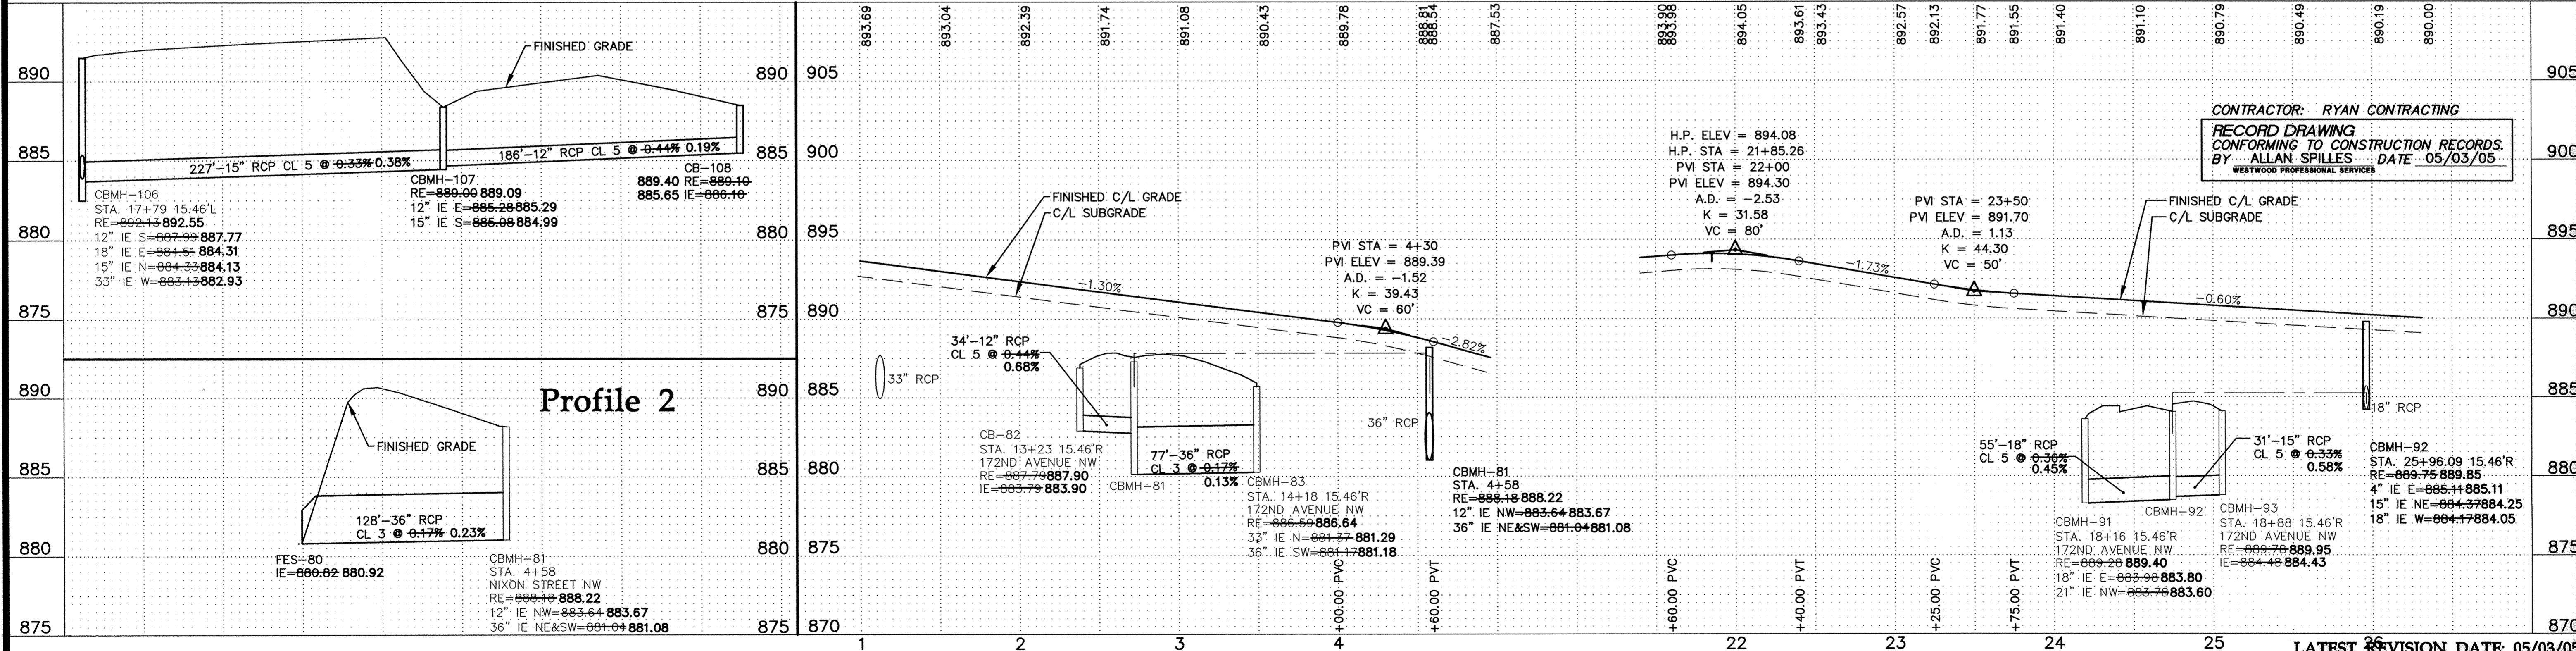 890
885
880
875
FINISHED GRADE
227'-15" RCP CL 5 @ 0.33% 0.38%
186'-12" RCP CL 5 @ 0.44% 0.19%
CBMH-106
STA. 17+79 15.46'L
RE=892.13 892.55
12" IE S=887.99 887.77
18" IE E=884.51 884.31
15" IE N=884.33 884.13
33" IE W=883.13 882.93
CBMH-107
RE=889.00 889.09
12" IE E=885.28 885.29
15" IE S=885.08 884.99
CB-108
889.40 RE=889.10
885.65 IE=886.10
890
885
880
875
890
885
880
875
Profile 2
FINISHED GRADE
128'-36" RCP
CL 3 @ 0.17% 0.23%
FES-80
IE=880.82 880.92
CBMH-81
STA. 4+58
NIXON STREET NW
RE=888.18 888.22
12" IE NW=883.64 883.67
36" IE NE&SW=881.04 881.08
890
885
880
875
905
900
895
890
885
880
875
870
893.69
893.04
892.39
891.74
891.08
890.43
889.78
888.81
888.54
887.53
893.90
893.98
894.05
893.61
893.43
892.57
892.13
891.77
891.55
891.40
891.10
890.79
890.49
890.19
890.00
FINISHED C/L GRADE
C/L SUBGRADE
-1.30%
PVI STA = 4+30
PVI ELEV = 889.39
A.D. = -1.52
K = 39.43
VC = 60'
-2.82%
33" RCP
34'-12" RCP
CL 5 @ 0.44%
0.68%
CB-82
STA. 13+23 15.46'R
172ND AVENUE NW
RE=887.79 887.90
IE=883.79 883.90
CBMH-81
77'-36" RCP
CL 3 @ 0.17%
0.13%
CBMH-83
STA. 14+18 15.46'R
172ND AVENUE NW
RE=886.59 886.64
33" IE N=881.37 881.29
36" IE SW=881.17 881.18
36" RCP
CBMH-81
STA. 4+58
RE=888.18 888.22
12" IE NW=883.64 883.67
36" IE NE&SW=881.04 881.08
+00.00 PVC
+60.00 PVT
H.P. ELEV = 894.08
H.P. STA = 21+85.26
PVI STA = 22+00
PVI ELEV = 894.30
A.D. = -2.53
K = 31.58
VC = 80'
-1.73%
PVI STA = 23+50
PVI ELEV = 891.70
A.D. = 1.13
K = 44.30
VC = 50'
FINISHED C/L GRADE
C/L SUBGRADE
-0.60%
CONTRACTOR: RYAN CONTRACTING
RECORD DRAWING
CONFORMING TO CONSTRUCTION RECORDS.
BY ALLAN SPILLES DATE 05/03/05
WESTWOOD PROFESSIONAL SERVICES
18" RCP
55'-18" RCP
CL 5 @ 0.36%
0.45%
31'-15" RCP
CL 5 @ 0.33%
0.58%
CBMH-91
STA. 18+16 15.46'R
172ND AVENUE NW
RE=889.28 889.40
18" IE E=883.98 883.80
21" IE NW=883.78 883.60
CBMH-92
CBMH-93
STA. 18+88 15.46'R
172ND AVENUE NW
RE=889.78 889.95
IE=884.48 884.43
CBMH-92
STA. 25+96.09 15.46'R
RE=889.75 889.85
4" IE E=885.11 885.11
15" IE NE=884.37 884.25
18" IE W=884.17 884.05
+60.00 PVC
+40.00 PVT
+25.00 PVC
+75.00 PVT
905
900
895
890
885
880
875
870
1 2 3 4 22 23 24 25 26
LATEST REVISION DATE: 05/03/05